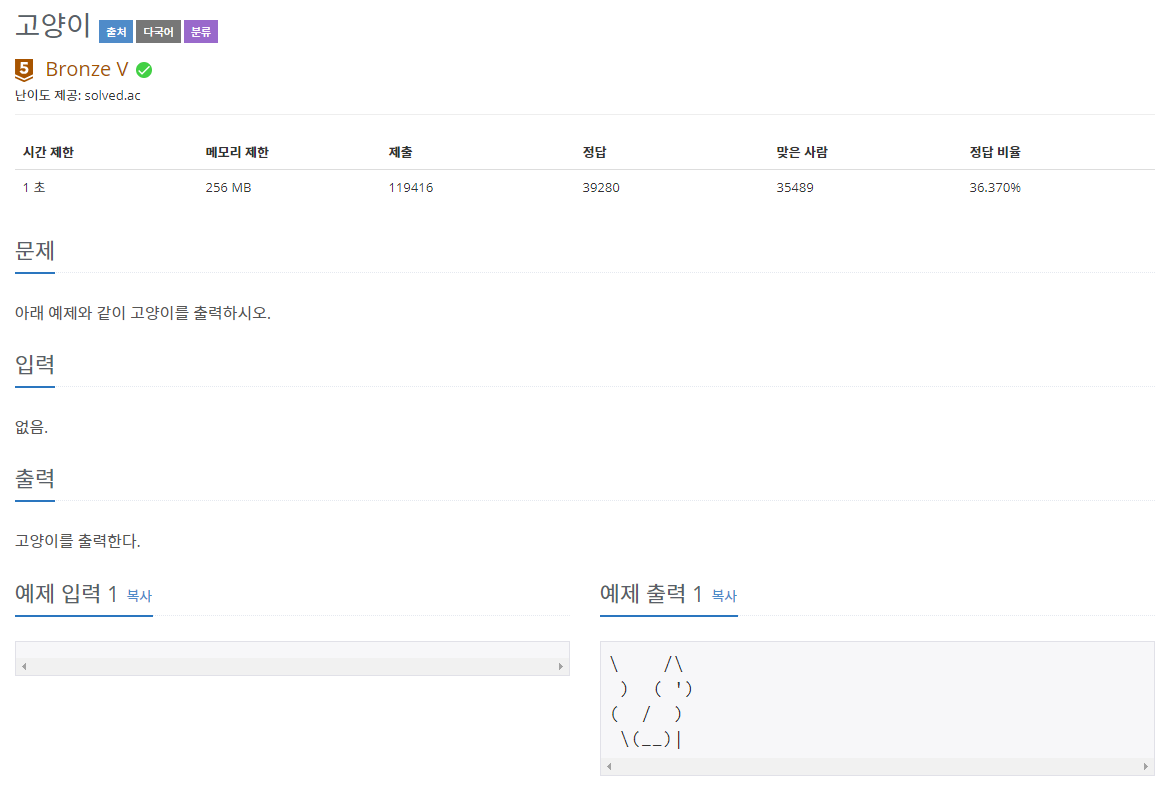 고양이 출처 다국어 분류
5 Bronze V
난이도 제공: solved.ac
시간 제한 메모리 제한 제출 정답 맞은 사람 정답 비율
1 초 256 MB 119416 39280 35489 36.370%
문제
아래 예제와 같이 고양이를 출력하시오.
입력
없음.
출력
고양이를 출력한다.
예제 입력 1 복사
예제 출력 1 복사
\    /\
 )  ( ')
(  /  )
 \(__)|